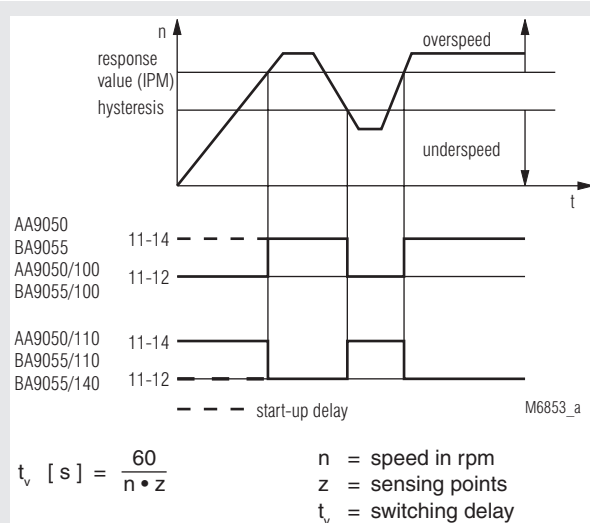 n
overspeed
response
value (IPM)
hysteresis
underspeed
t
AA9050
BA9055
AA9050/100
BA9055/100
11-14
11-12
AA9050/110
BA9055/110
BA9055/140
11-14
11-12
start-up delay
M6853_a
t_v [ s ] = 60 / n • z
n = speed in rpm
z = sensing points
t_v = switching delay